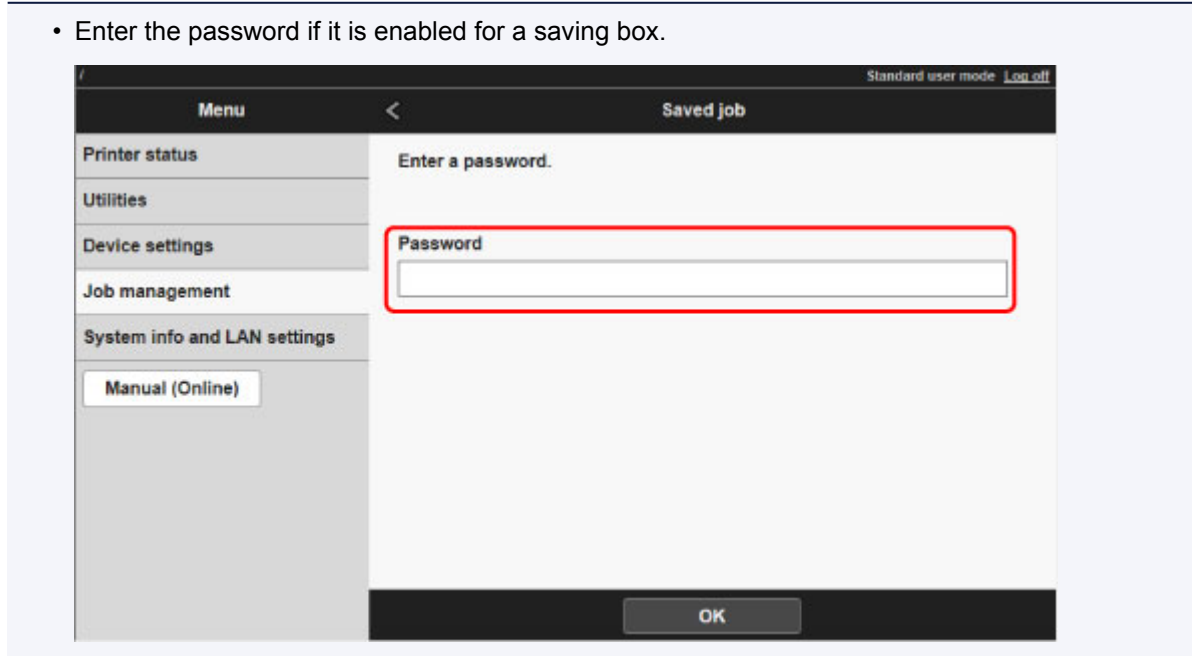 • Enter the password if it is enabled for a saving box.
/
Standard user mode Log off
Menu
< Saved job
Printer status
Utilities
Device settings
Job management
System info and LAN settings
Manual (Online)
Enter a password.
Password
OK